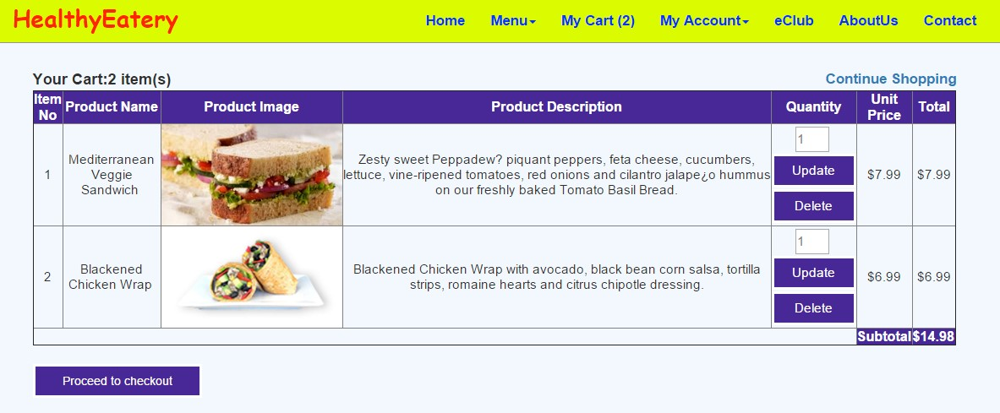 HealthyEatery
Home Menu My Cart (2) My Account eClub AboutUs Contact
Your Cart:2 item(s)
Continue Shopping
Item No
Product Name
Product Image
Product Description
Quantity
Unit Price
Total
1
Mediterranean
Veggie
Sandwich
Zesty sweet Peppadew? piquant peppers, feta cheese, cucumbers,
lettuce, vine-ripened tomatoes, red onions and cilantro jalape¿o hummus
on our freshly baked Tomato Basil Bread.
1
Update
Delete
$7.99
$7.99
2
Blackened
Chicken Wrap
Blackened Chicken Wrap with avocado, black bean corn salsa, tortilla
strips, romaine hearts and citrus chipotle dressing.
1
Update
Delete
$6.99
$6.99
Subtotal $14.98
Proceed to checkout